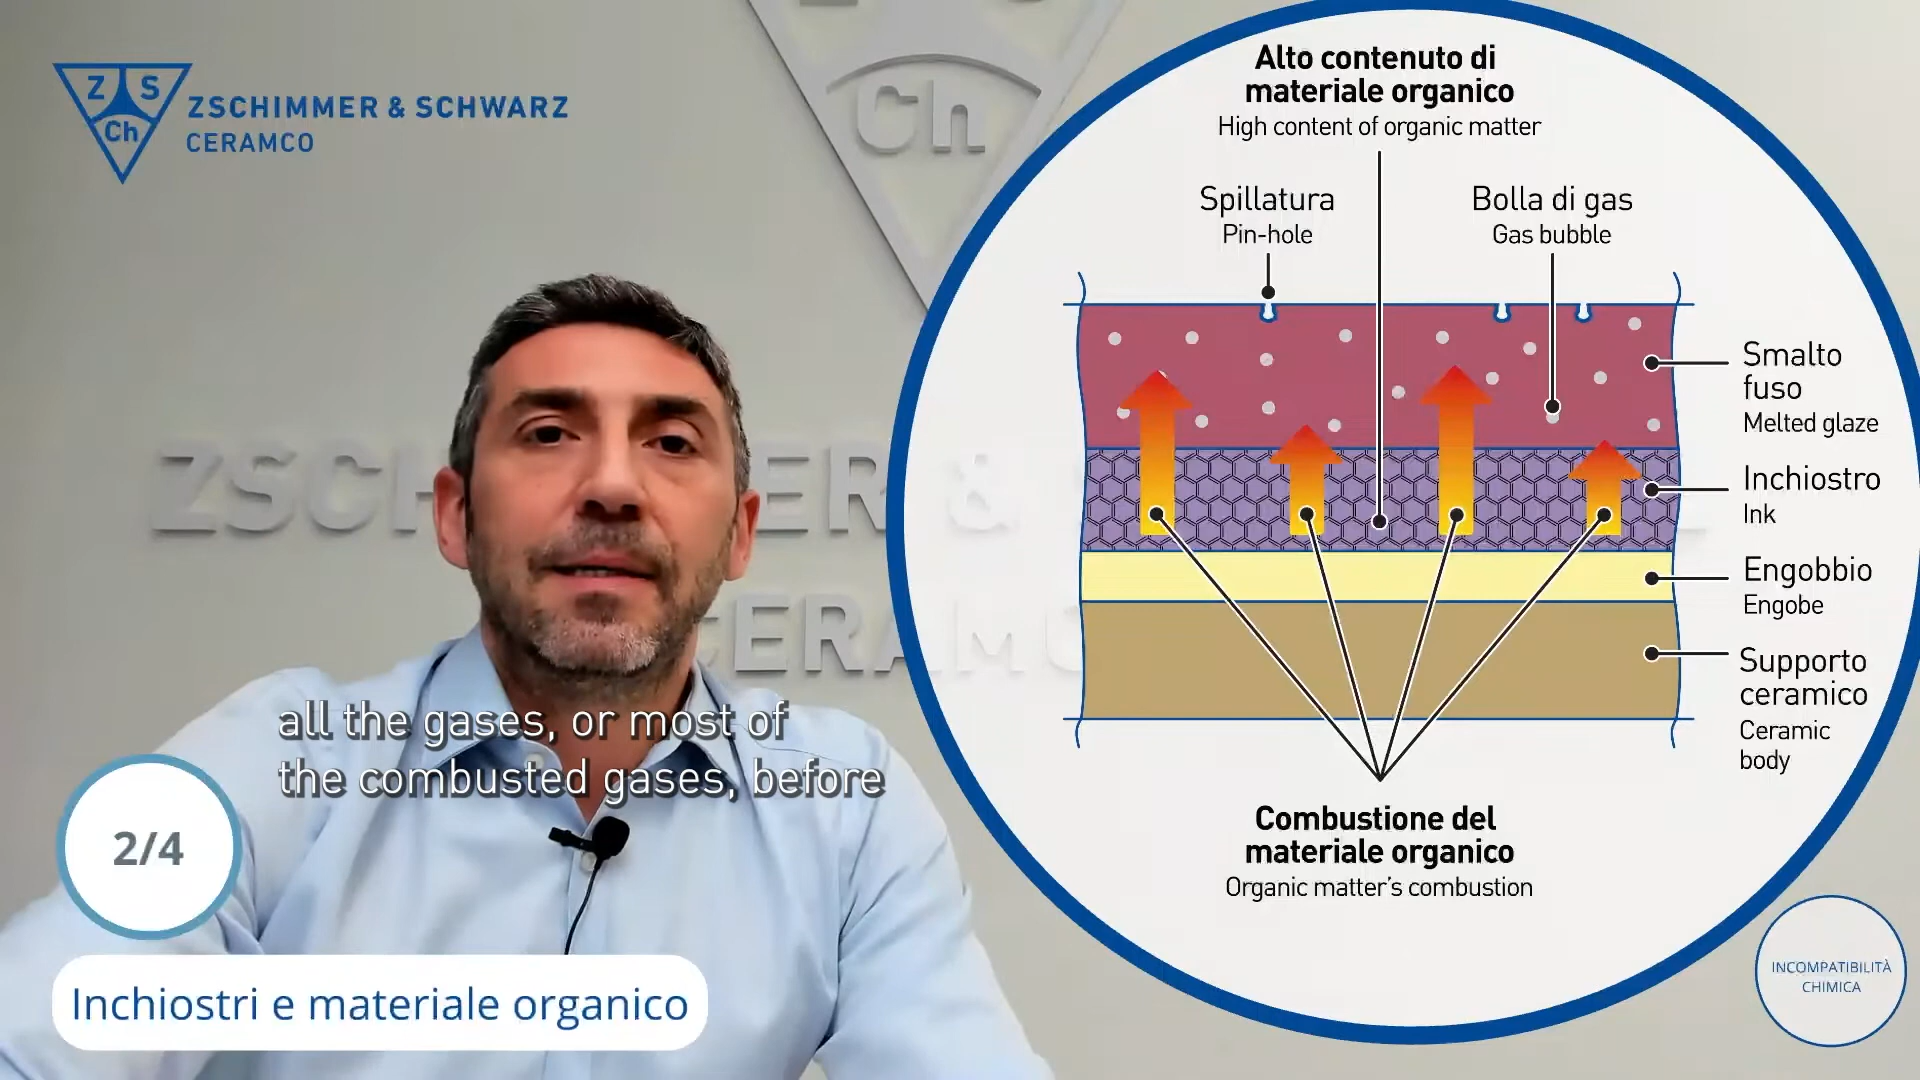 Z S
Ch
ZSCHIMMER & SCHWARZ
CERAMCO
Ch
Alto contenuto di
materiale organico
High content of organic matter
Spillatura
Pin-hole
Bolla di gas
Gas bubble
Smalto
fuso
Melted glaze
Inchiostro
Ink
Engobbio
Engobe
Supporto
ceramico
Ceramic
body
all the gases, or most of
the combusted gases, before
Combustione del
materiale organico
Organic matter's combustion
2/4
Inchiostri e materiale organico
INCOMPATIBILITÀ
CHIMICA